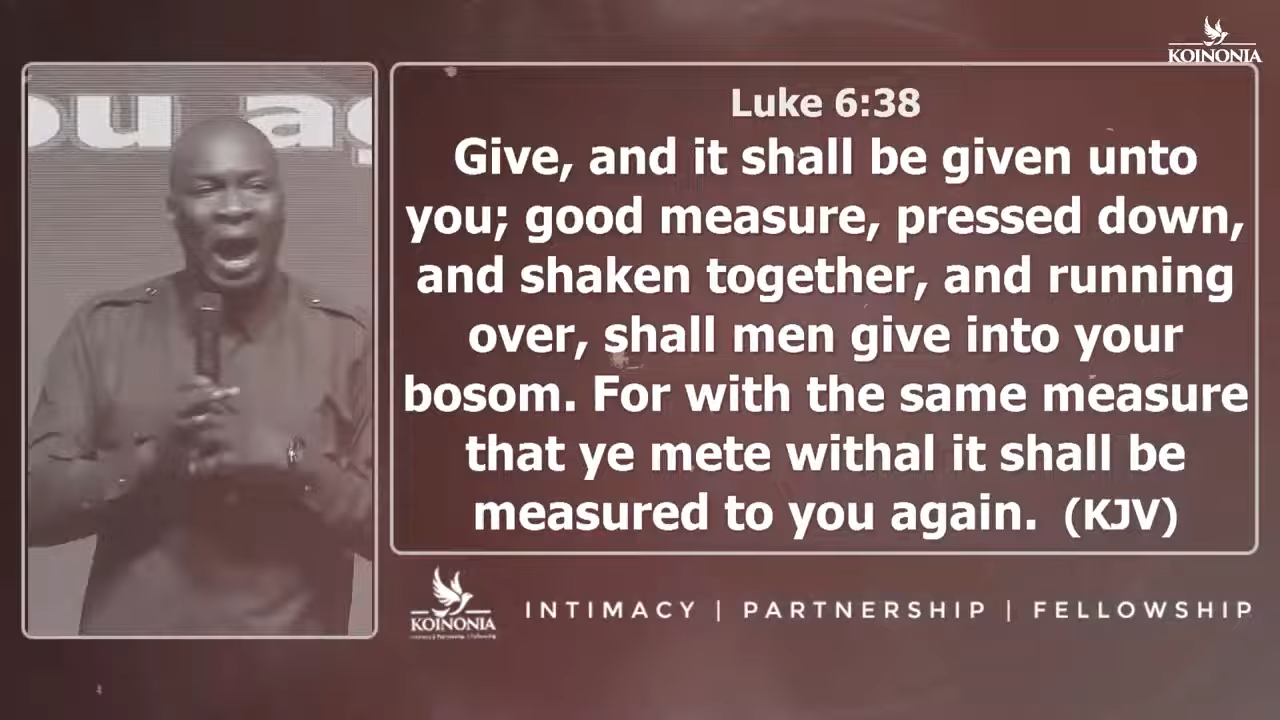 KOINONIA
ou ag
Luke 6:38
Give, and it shall be given unto
you; good measure, pressed down,
and shaken together, and running
over, shall men give into your
bosom. For with the same measure
that ye mete withal it shall be
measured to you again. (KJV)
KOINONIA
INTIMACY | PARTNERSHIP | FELLOWSHIP